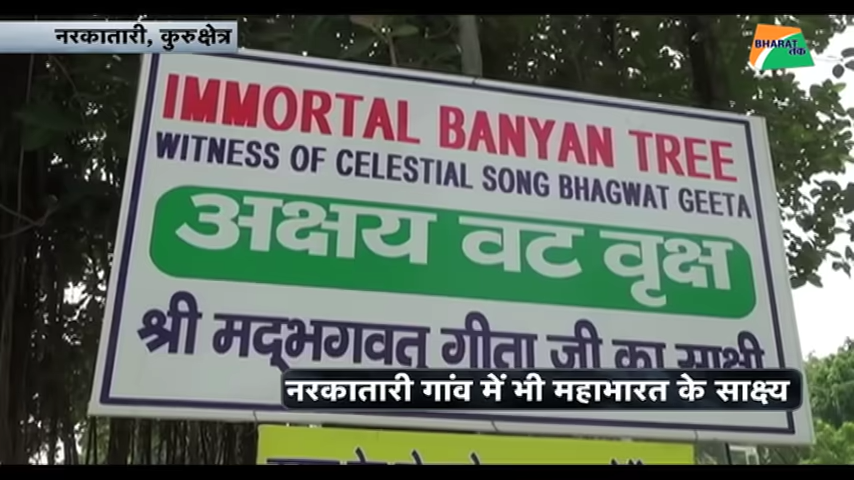 नरकातारी, कुरुक्षेत्र
BHARAT
तक
IMMORTAL BANYAN TREE
WITNESS OF CELESTIAL SONG BHAGWAT GEETA
अक्षय वट वृक्ष
श्री मद्भगवत् गीता जी का साक्षी
नरकातारी गांव में भी महाभारत के साक्ष्य